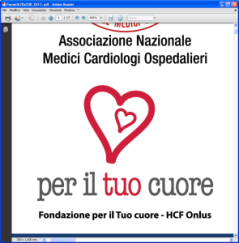 Associazione Nazionale
Medici Cardiologi Ospedalieri
per il tuo cuore
Fondazione per il Tuo cuore - HCF Onlus